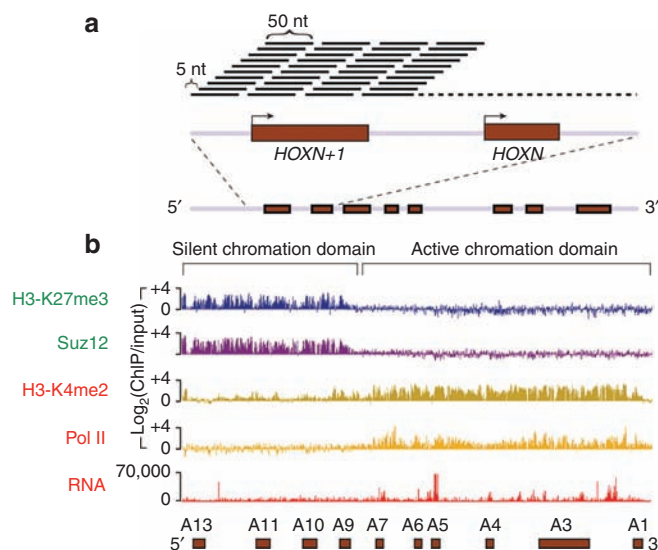 a
50 nt
5 nt
HOXN+1 HOXN
5′ 3′
b
Silent chromation domain Active chromation domain
H3-K27me3 +4 0
Suz12 +4 0
H3-K4me2 +4 0
Pol II +4 0
Log2(ChIP/input)
RNA 70,000 0
A13 A11 A10 A9 A7 A6 A5 A4 A3 A1
5′ 3